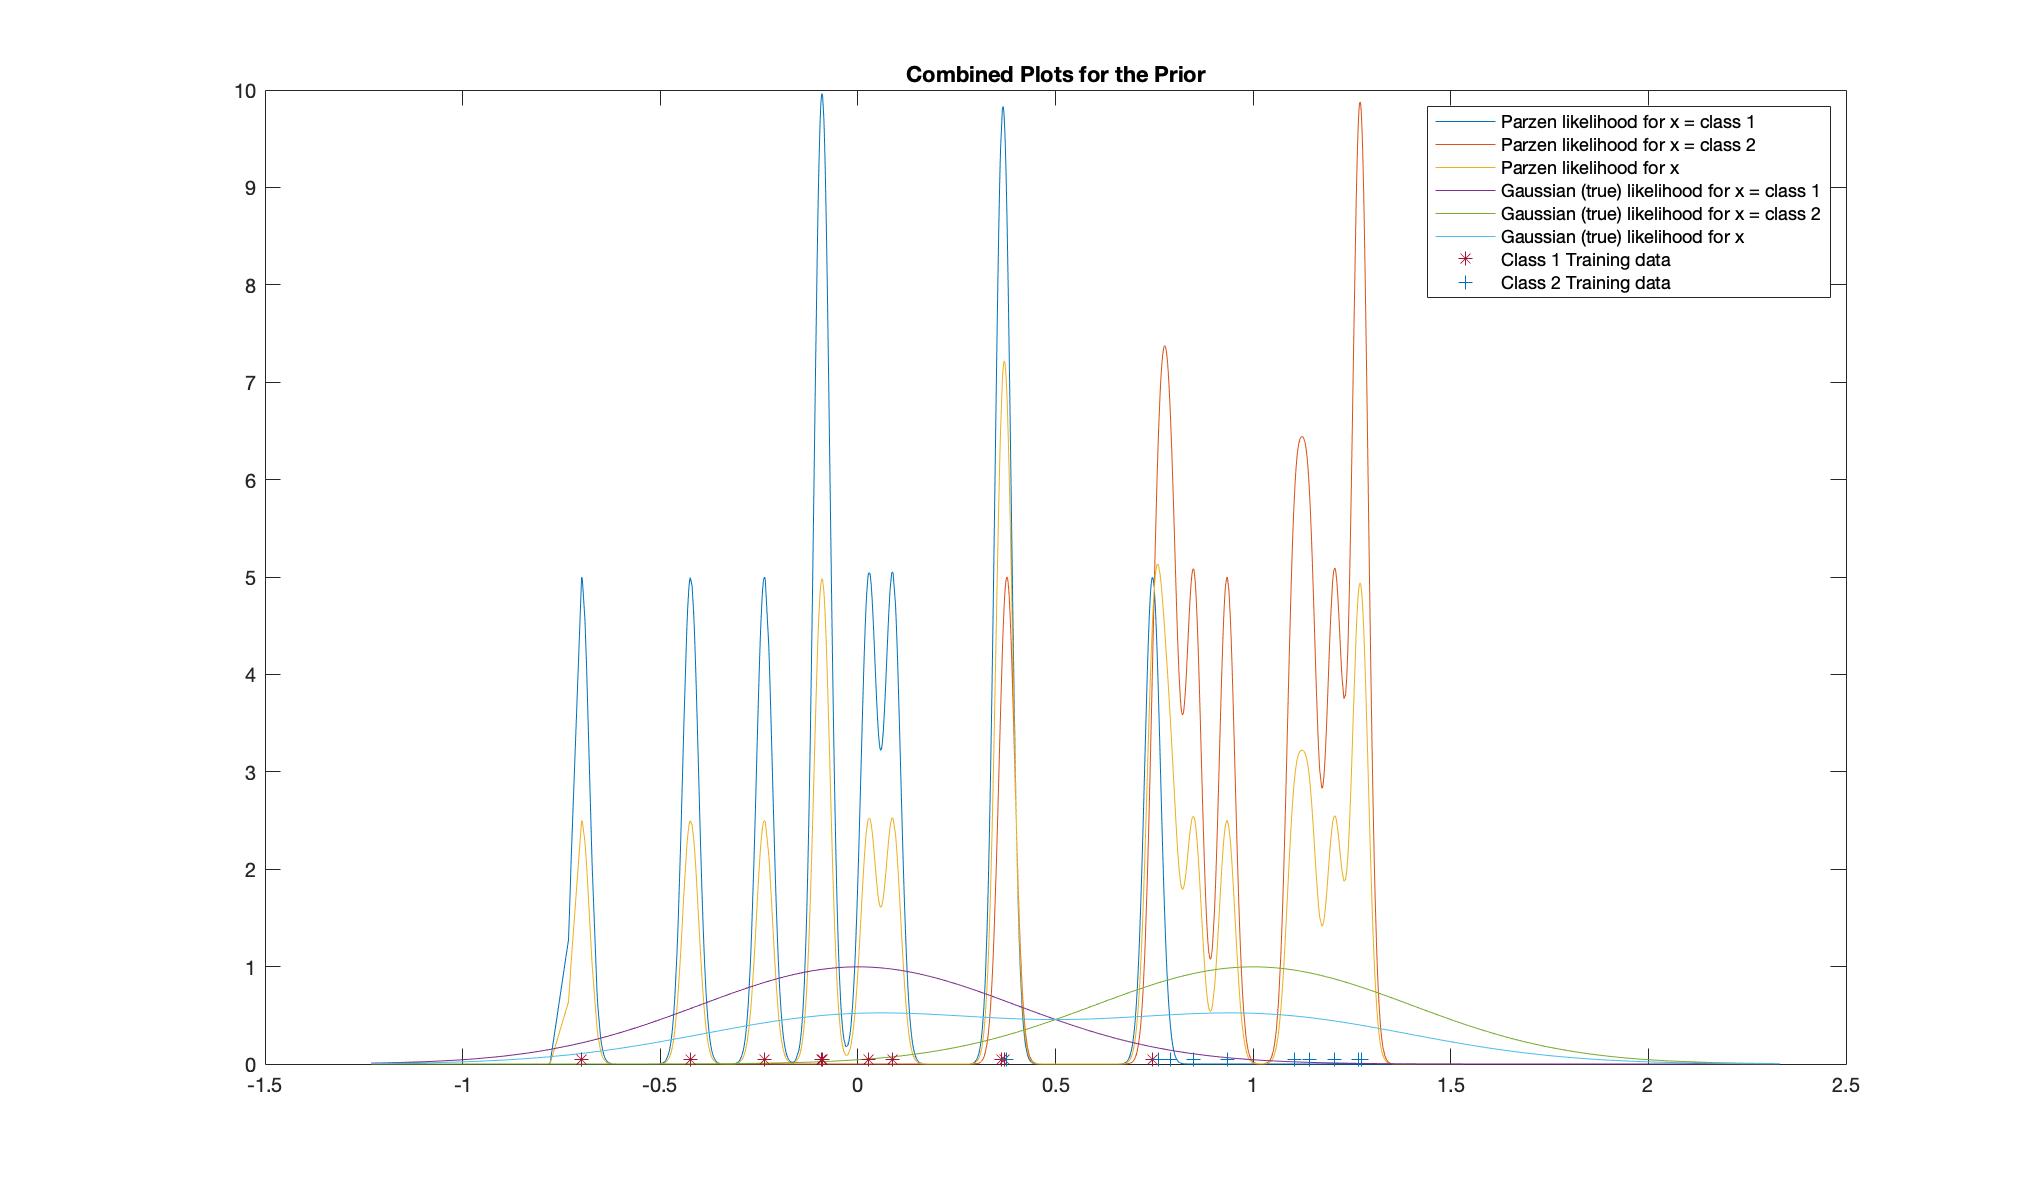 Combined Plots for the Prior
10
9
8
7
6
5
4
3
2
1
0
-1.5 -1 -0.5 0 0.5 1 1.5 2 2.5
Parzen likelihood for x = class 1
Parzen likelihood for x = class 2
Parzen likelihood for x
Gaussian (true) likelihood for x = class 1
Gaussian (true) likelihood for x = class 2
Gaussian (true) likelihood for x
Class 1 Training data
Class 2 Training data